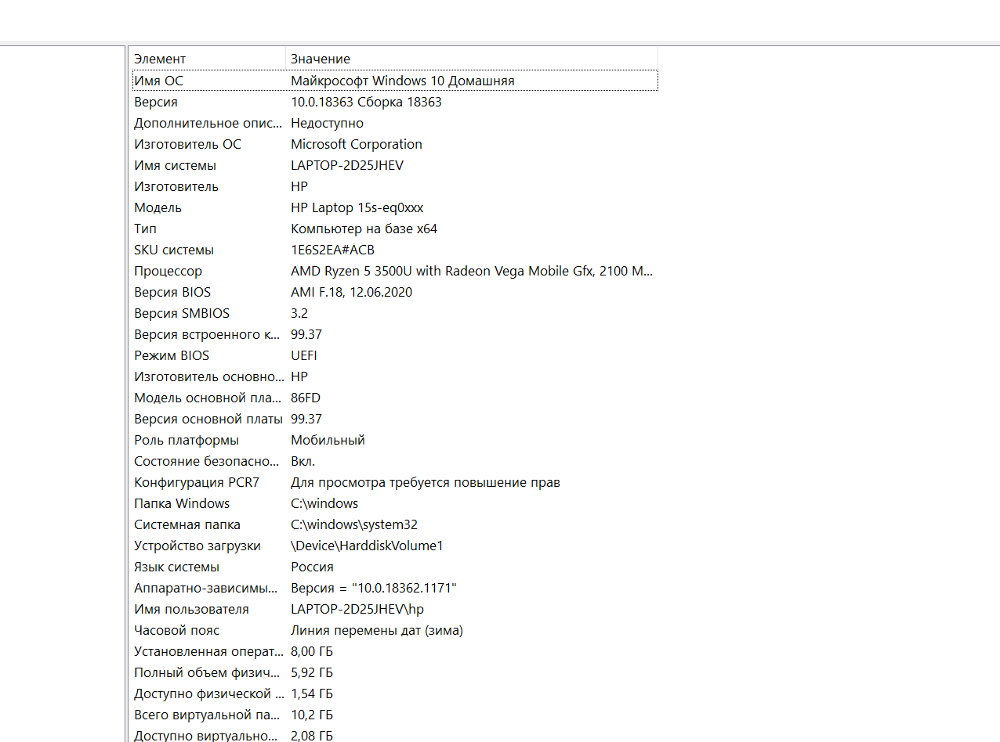 Элемент Значение
Имя ОС Майкрософт Windows 10 Домашняя
Версия 10.0.18363 Сборка 18363
Дополнительное опис... Недоступно
Изготовитель ОС Microsoft Corporation
Имя системы LAPTOP-2D25JHEV
Изготовитель HP
Модель HP Laptop 15s-eq0xxx
Тип Компьютер на базе x64
SKU системы 1E6S2EA#ACB
Процессор AMD Ryzen 5 3500U with Radeon Vega Mobile Gfx, 2100 М...
Версия BIOS AMI F.18, 12.06.2020
Версия SMBIOS 3.2
Версия встроенного к... 99.37
Режим BIOS UEFI
Изготовитель основно... HP
Модель основной пла... 86FD
Версия основной платы 99.37
Роль платформы Мобильный
Состояние безопасно... Вкл.
Конфигурация PCR7 Для просмотра требуется повышение прав
Папка Windows C:\windows
Системная папка C:\windows\system32
Устройство загрузки \Device\HarddiskVolume1
Язык системы Россия
Аппаратно-зависимы... Версия = "10.0.18362.1171"
Имя пользователя LAPTOP-2D25JHEV\hp
Часовой пояс Линия перемены дат (зима)
Установленная операт... 8,00 ГБ
Полный объем физич... 5,92 ГБ
Доступно физической ... 1,54 ГБ
Всего виртуальной па... 10,2 ГБ
Доступно виртуально... 2,08 ГБ